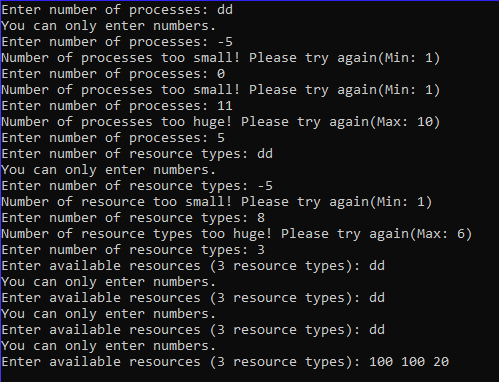 Enter number of processes: dd
You can only enter numbers.
Enter number of processes: -5
Number of processes too small! Please try again(Min: 1)
Enter number of processes: 0
Number of processes too small! Please try again(Min: 1)
Enter number of processes: 11
Number of processes too huge! Please try again(Max: 10)
Enter number of processes: 5
Enter number of resource types: dd
You can only enter numbers.
Enter number of resource types: -5
Number of resource too small! Please try again(Min: 1)
Enter number of resource types: 8
Number of resource types too huge! Please try again(Max: 6)
Enter number of resource types: 3
Enter available resources (3 resource types): dd
You can only enter numbers.
Enter available resources (3 resource types): dd
You can only enter numbers.
Enter available resources (3 resource types): dd
You can only enter numbers.
Enter available resources (3 resource types): 100 100 20